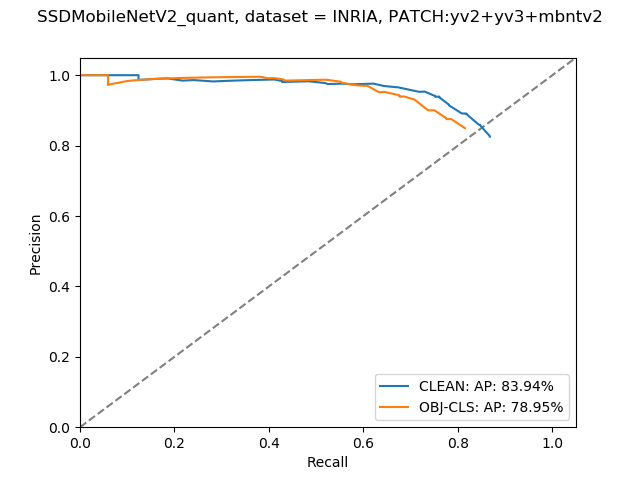 SSDMobileNetV2_quant, dataset = INRIA, PATCH:yv2+yv3+mbntv2
1.0
0.8
0.6
0.4
0.2
0.0
Precision
0.0 0.2 0.4 0.6 0.8 1.0
Recall
CLEAN: AP: 83.94%
OBJ-CLS: AP: 78.95%